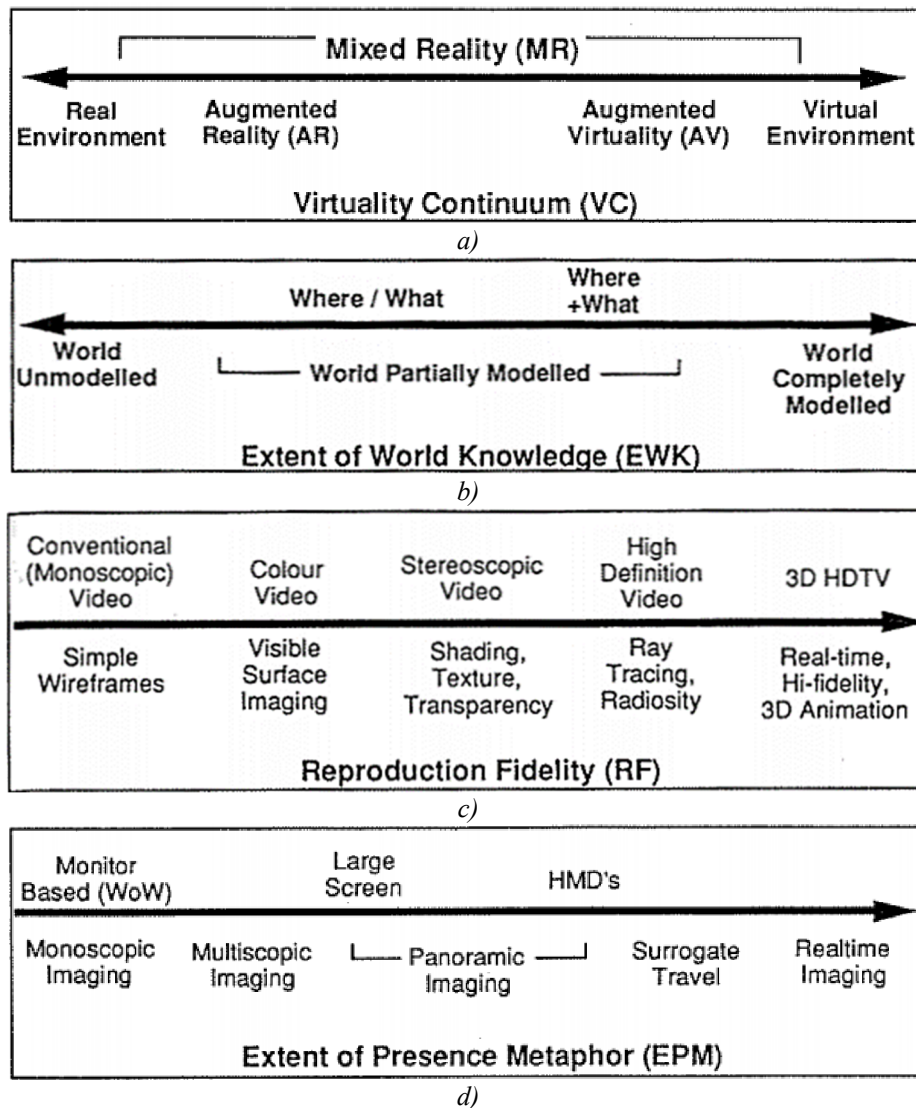 Mixed Reality (MR)
Real
Environment
Augmented
Reality (AR)
Augmented
Virtuality (AV)
Virtual
Environment
Virtuality Continuum (VC)
a)
Where / What
Where
+What
World
Unmodelled
World Partially Modelled
World
Completely
Modelled
Extent of World Knowledge (EWK)
b)
Conventional
(Monoscopic)
Video
Colour
Video
Stereoscopic
Video
High
Definition
Video
3D HDTV
Simple
Wireframes
Visible
Surface
Imaging
Shading,
Texture,
Transparency
Ray
Tracing,
Radiosity
Real-time,
Hi-fidelity,
3D Animation
Reproduction Fidelity (RF)
c)
Monitor
Based (WoW)
Large
Screen
HMD's
Monoscopic
Imaging
Multiscopic
Imaging
Panoramic
Imaging
Surrogate
Travel
Realtime
Imaging
Extent of Presence Metaphor (EPM)
d)